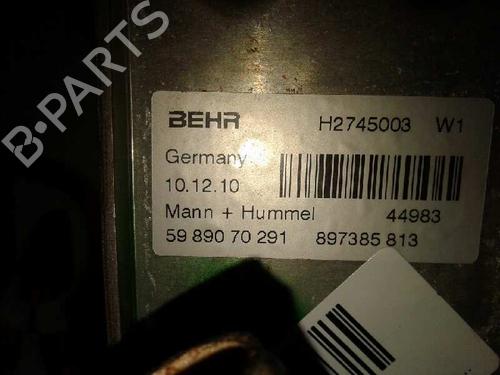 B-PARTS
BEHR H2745003 W1
Germany
10.12.10
Mann + Hummel 44983
59 890 70 291 897385 813